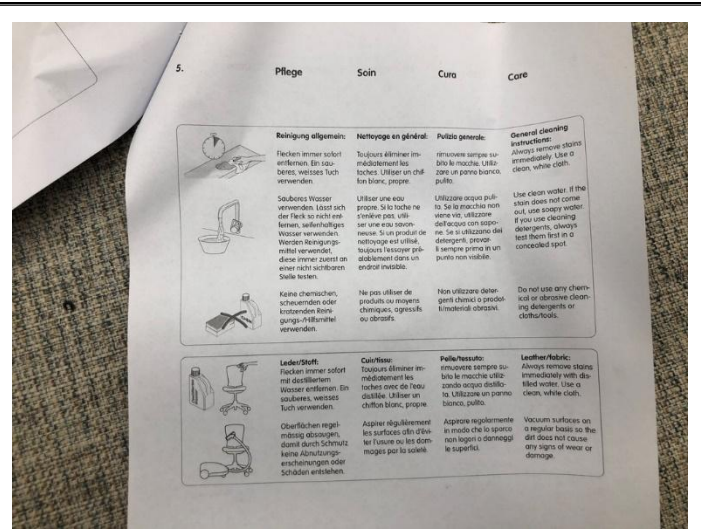 5.
Pflege
Soin
Cura
Care
Reinigung allgemein:
Flecken immer sofort
entfernen. Ein sau-
beres, weisses Tuch
verwenden.
Nettoyage en général:
Toujours éliminer im-
médiatement les
taches. Utiliser un chif-
fon blanc, propre.
Pulizia generale:
rimuovere sempre su-
bito le macchie. Utiliz-
zare un panno bianco,
pulito.
General cleaning
instructions:
Always remove stains
immediately. Use a
clean, white cloth.
Sauberes Wasser
verwenden. Lässt sich
der Fleck so nicht ent-
fernen, seifenhaltiges
Wasser verwenden.
Werden Reinigungs-
mittel verwendet,
diese immer zuerst an
einer nicht sichtbaren
Stelle testen.
Utiliser une eau
propre. Si la tache ne
s'enlève pas, utili-
ser une eau savon-
neuse. Si un produit de
nettoyage est utilisé,
toujours l'essayer pré-
alablement dans un
endroit invisible.
Utilizzare acqua puli-
ta. Se la macchia non
viene via, utilizzare
dell'acqua con sapo-
ne. Se si utilizzano dei
detergenti, provar-
li sempre prima in un
punto non visibile.
Use clean water. If the
stain does not come
out, use soapy water.
If you use cleaning
detergents, always
test them first in a
concealed spot.
Keine chemischen,
scheuernden oder
kratzenden Reini-
gungs-/Hilfsmittel
verwenden.
Ne pas utiliser de
produits ou moyens
chimiques, agressifs
ou abrasifs.
Non utilizzare deter-
genti chimici o prodot-
ti/materiali abrasivi.
Do not use any chem-
ical or abrasive clean-
ing detergents or
cloths/tools.
Leder/Stoff:
Flecken immer sofort
mit destilliertem
Wasser entfernen. Ein
sauberes, weisses
Tuch verwenden.
Cuir/tissu:
Toujours éliminer im-
médiatement les
taches avec de l'eau
distillée. Utiliser un
chiffon blanc, propre.
Pelle/tessuto:
rimuovere sempre su-
bito le macchie utiliz-
zando acqua distilla-
ta. Utilizzare un panno
bianco, pulito.
Leather/fabric:
Always remove stains
immediately with dis-
tilled water. Use a
clean, white cloth.
Oberflächen regel-
mässig absaugen,
damit durch Schmutz
keine Abnutzungs-
erscheinungen oder
Schäden entstehen.
Aspirer régulièrement
les surfaces afin d'évi-
ter l'usure ou les dom-
mages par la saleté.
Aspirare regolarmente
in modo che lo sporco
non logori o danneggi
le superfici.
Vacuum surfaces on
a regular basis so the
dirt does not cause
any signs of wear or
damage.